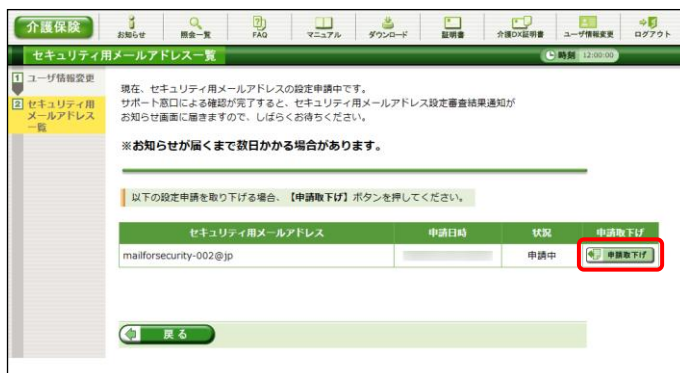 介護保険
お知らせ
照会一覧
FAQ
マニュアル
ダウンロード
証明書
介護DX証明書
ユーザ情報変更
ログアウト
セキュリティ用メールアドレス一覧
時刻 12:00:00
1 ユーザ情報変更
2 セキュリティ用
メールアドレス
一覧
現在、セキュリティ用メールアドレスの設定申請中です。
サポート窓口による確認が完了すると、セキュリティ用メールアドレス設定審査結果通知が
お知らせ画面に届きますので、しばらくお待ちください。
※お知らせが届くまで数日かかる場合があります。
以下の設定申請を取り下げる場合、【申請取下げ】ボタンを押してください。
セキュリティ用メールアドレス 申請日時 状況 申請取下げ
mailforsecurity-002@jp 申請中 申請取下げ
戻る